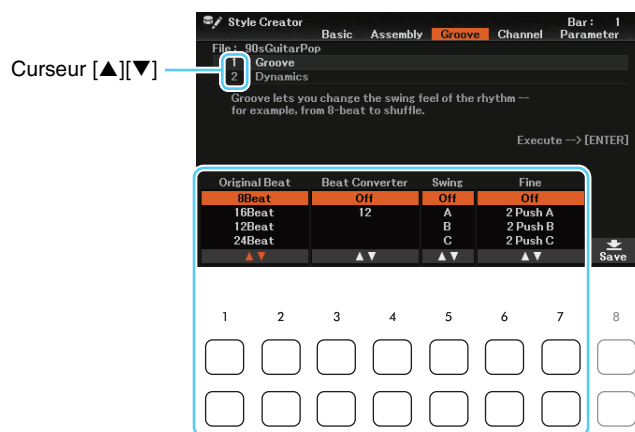 Style Creator Bar: 1
Basic Assembly Groove Channel Parameter
File: 90sGuitarPop
1 Groove
2 Dynamics
Curseur [▲][▼]
Groove lets you change the swing feel of the rhythm --
for example, from 8-beat to shuffle.
Execute --> [ENTER]
Original Beat Beat Converter Swing Fine
8Beat Off Off Off
16Beat 12 A 2 Push A
12Beat B 2 Push B
24Beat C 2 Push C
▲▼ ▲▼ ▲▼ ▲▼ Save
1 2 3 4 5 6 7 8